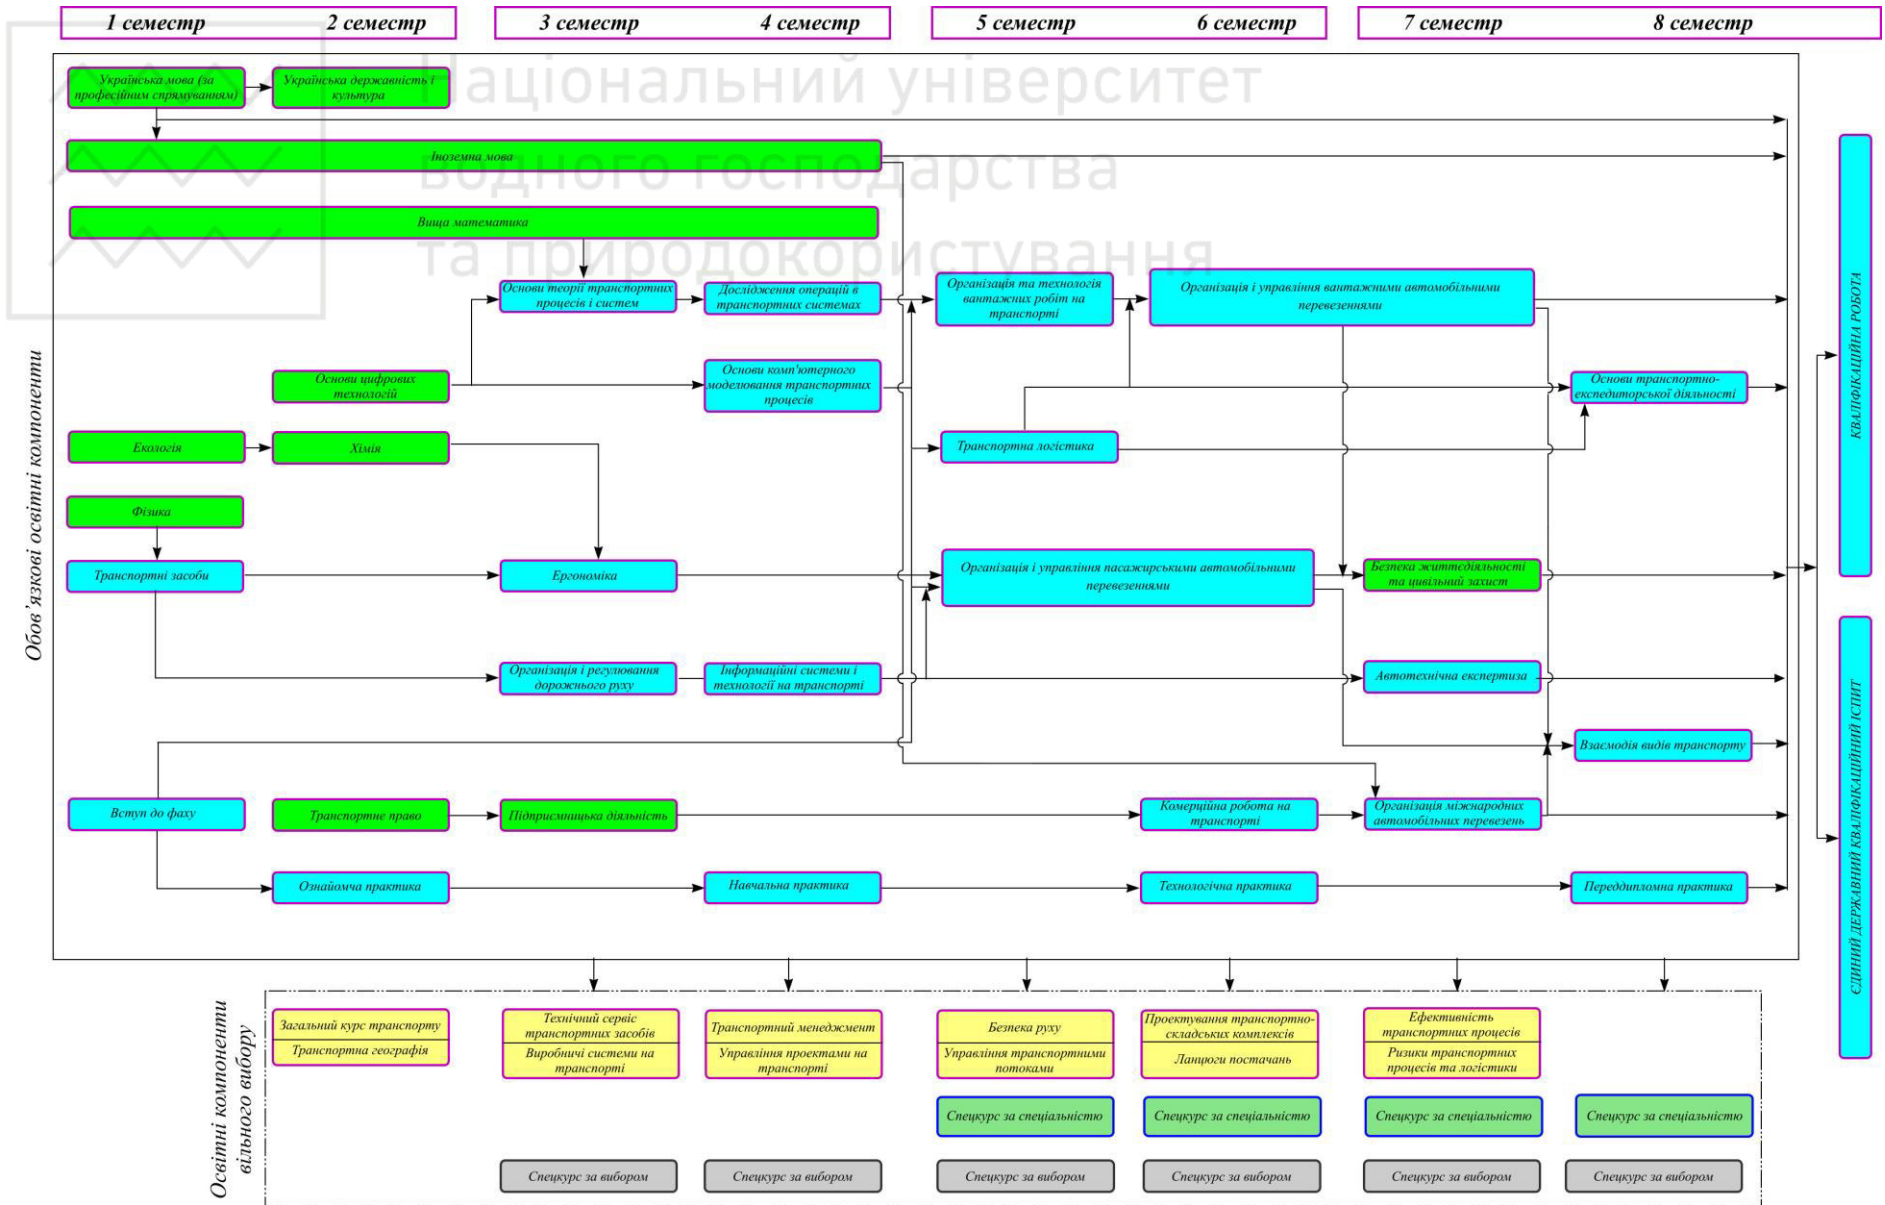 1 семестр
2 семестр
3 семестр
4 семестр
5 семестр
6 семестр
7 семестр
8 семестр
Національний університет
водного господарства
та природокористування
Обов'язкові освітні компоненти
Українська мова (за
професійним спрямуванням)
Українська державність і
культура
Іноземна мова
Вища математика
Основи теорії транспортних
процесів і систем
Дослідження операцій в
транспортних системах
Організація та технологія
вантажних робіт на
транспорті
Організація і управління вантажними автомобільними
перевезеннями
Основи цифрових
технологій
Основи комп'ютерного
моделювання транспортних
процесів
Основи транспортно-
експедиторської діяльності
Екологія
Хімія
Транспортна логістика
Фізика
Транспортні засоби
Ергономіка
Організація і управління пасажирськими автомобільними
перевезеннями
Безпека життєдіяльності
та цивільний захист
Організація і регулювання
дорожнього руху
Інформаційні системи і
технології на транспорті
Автотехнічна експертиза
Взаємодія видів транспорту
Вступ до фаху
Транспортне право
Підприємницька діяльність
Комерційна робота на
транспорті
Організація міжнародних
автомобільних перевезень
Ознайомча практика
Навчальна практика
Технологічна практика
Переддипломна практика
КВАЛІФІКАЦІЙНА РОБОТА
ЄДИНИЙ ДЕРЖАВНИЙ КВАЛІФІКАЦІЙНИЙ ІСПИТ
Освітні компоненти
вільного вибору
Загальний курс транспорту
Транспортна географія
Технічний сервіс
транспортних засобів
Виробничі системи на
транспорті
Транспортний менеджмент
Управління проектами на
транспорті
Безпека руху
Управління транспортними
потоками
Проектування транспортно-
складських комплексів
Ланцюги постачань
Ефективність
транспортних процесів
Ризики транспортних
процесів та логістики
Спецкурс за спеціальністю
Спецкурс за спеціальністю
Спецкурс за спеціальністю
Спецкурс за спеціальністю
Спецкурс за вибором
Спецкурс за вибором
Спецкурс за вибором
Спецкурс за вибором
Спецкурс за вибором
Спецкурс за вибором